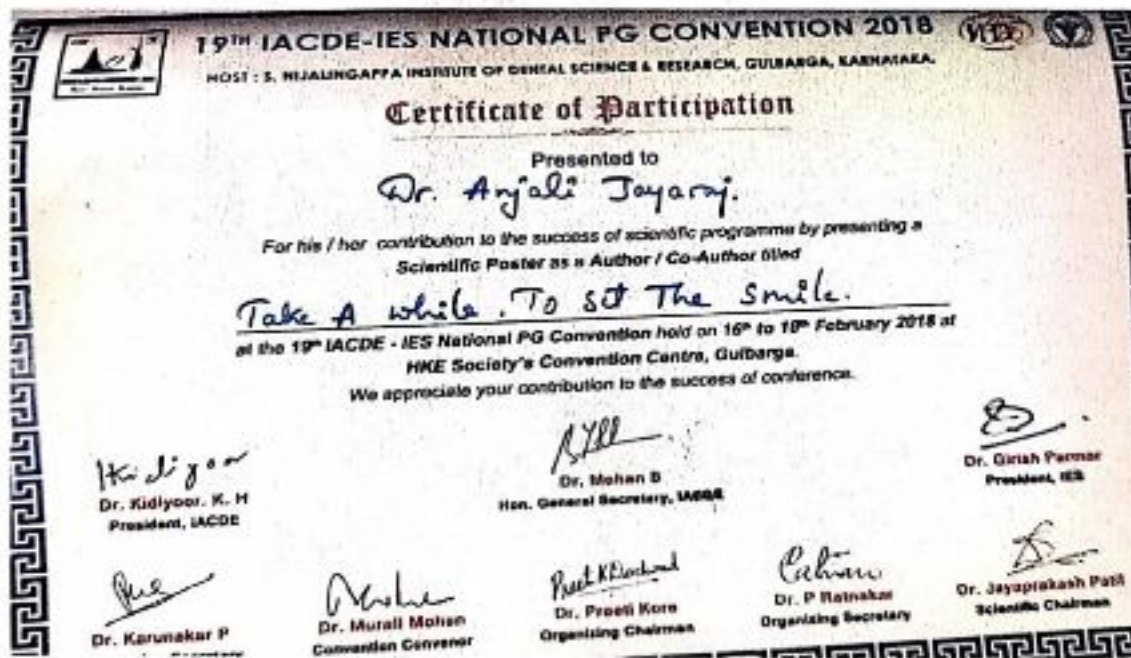 19TH IACDE-IES NATIONAL PG CONVENTION 2018
HOST : S. NIJALINGAPPA INSTITUTE OF DENTAL SCIENCE & RESEARCH, GULBARGA, KARNATAKA.
Certificate of Participation
Presented to
Dr. Anjali Jayaraj.
For his / her contribution to the success of scientific programme by presenting a
Scientific Poster as a Author / Co-Author titled
Take A while. To set The Smile.
at the 19th IACDE - IES National PG Convention held on 16th to 18th February 2018 at
HKE Society's Convention Centre, Gulbarga.
We appreciate your contribution to the success of conference.
Dr. Kidiyoor. K. H
President, IACDE
Dr. Mohan B
Hon. General Secretary, IACDE
Dr. Girish Parmar
President, IES
Dr. Karunakar P
Secretary
Dr. Murali Mohan
Convention Convenor
Dr. Preeti Kore
Organizing Chairman
Dr. P Ratnakar
Organizing Secretary
Dr. Jayaprakash Patil
Scientific Chairman